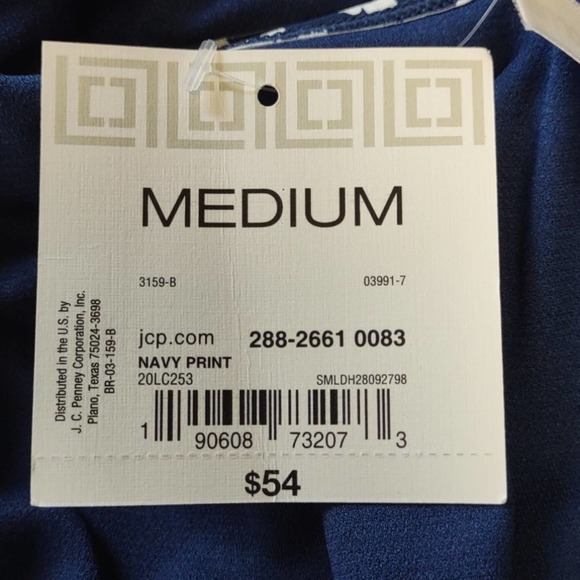 MEDIUM
3159-B 03991-7
jcp.com 288-2661 0083
NAVY PRINT
20LC253 SMLDH28092798
1 90608 73207 3
$54
Distributed in the U.S. by
J. C. Penney Corporation, Inc.
Plano, Texas 75024-3698
BR-03-159-B